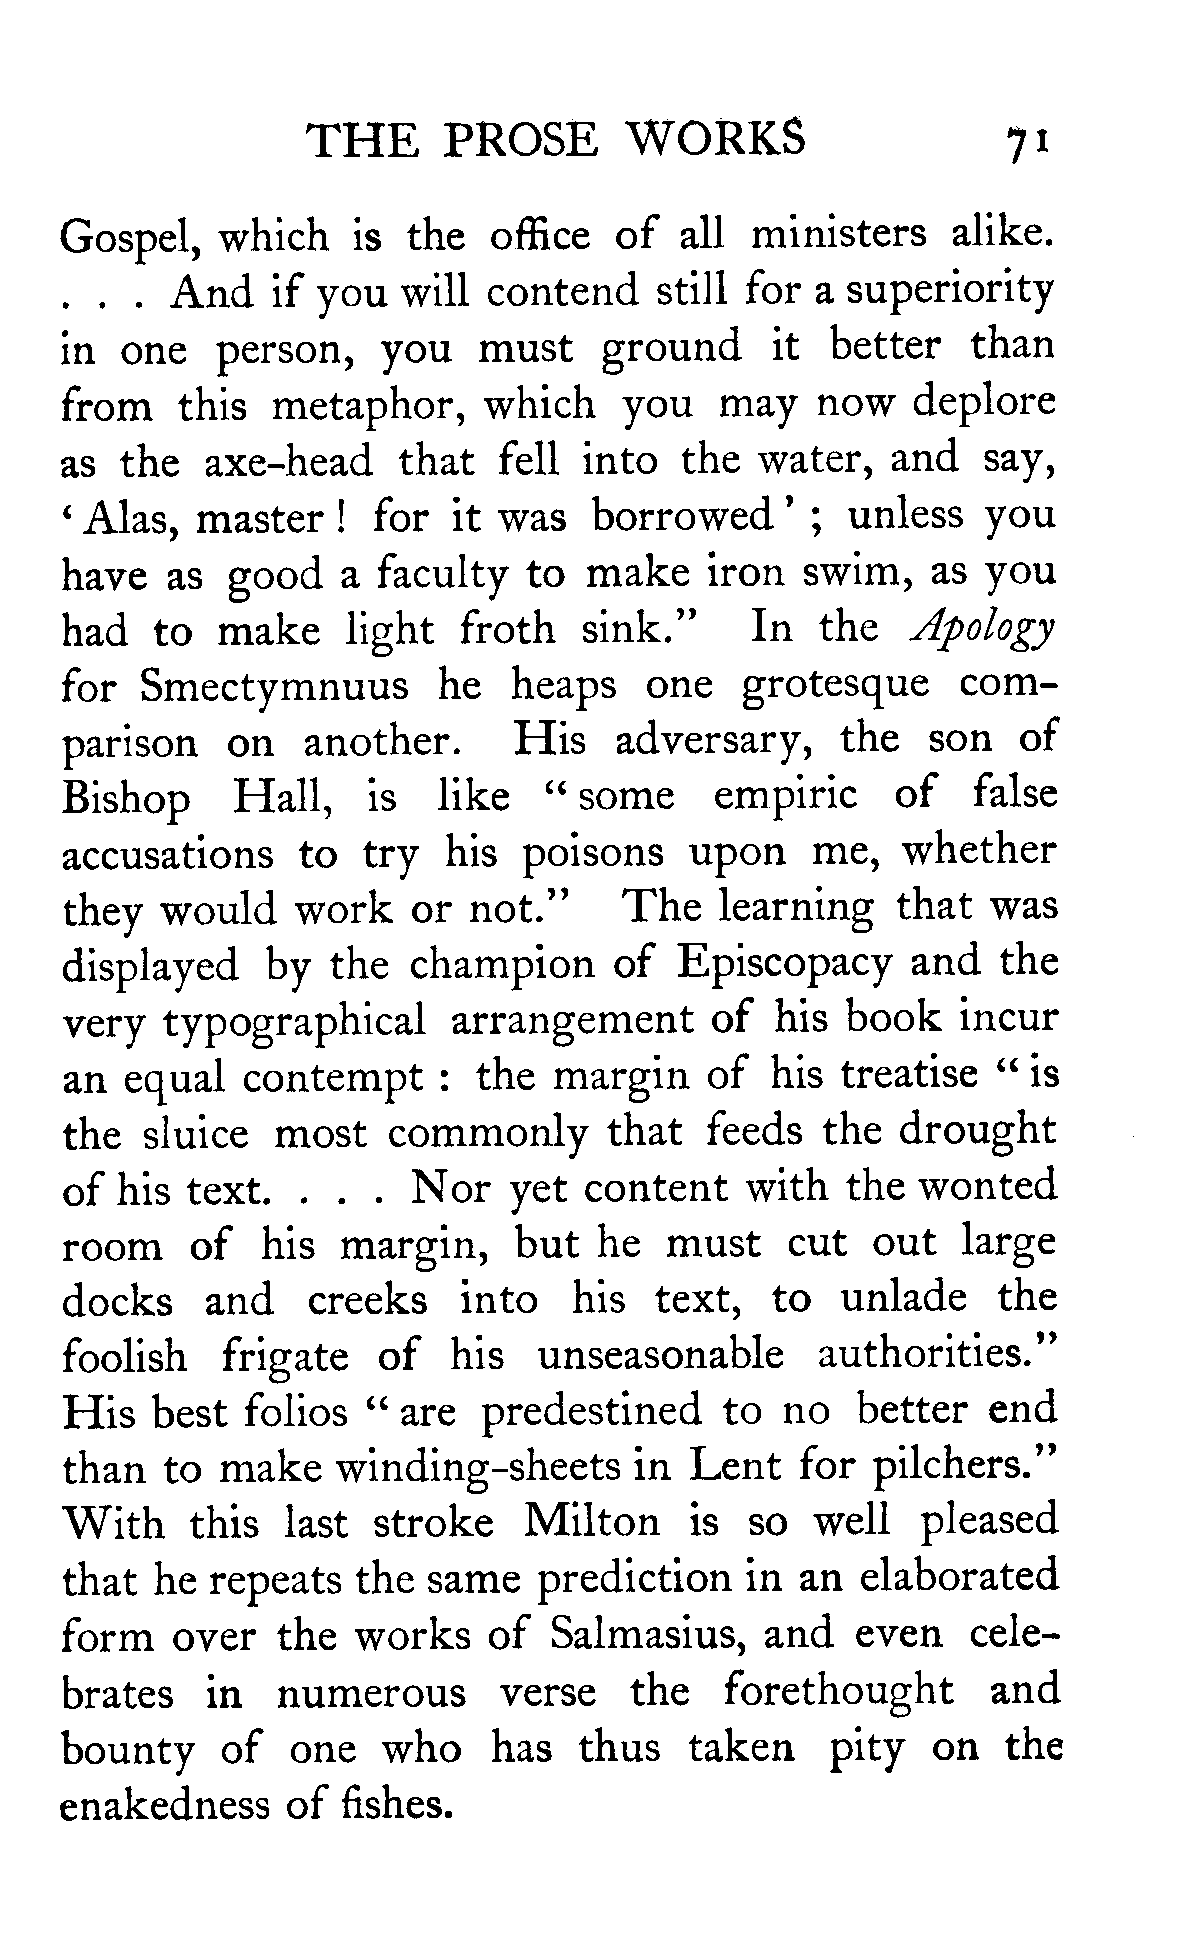 THE PROSE WORKS 71
Gospel, which is the office of all ministers alike.
. . . And if you will contend still for a superiority
in one person, you must ground it better than
from this metaphor, which you may now deplore
as the axe-head that fell into the water, and say,
‘ Alas, master ! for it was borrowed ’ ; unless you
have as good a faculty to make iron swim, as you
had to make light froth sink.” In the Apology
for Smectymnuus he heaps one grotesque com-
parison on another. His adversary, the son of
Bishop Hall, is like “ some empiric of false
accusations to try his poisons upon me, whether
they would work or not.” The learning that was
displayed by the champion of Episcopacy and the
very typographical arrangement of his book incur
an equal contempt : the margin of his treatise “ is
the sluice most commonly that feeds the drought
of his text. . . . Nor yet content with the wonted
room of his margin, but he must cut out large
docks and creeks into his text, to unlade the
foolish frigate of his unseasonable authorities.”
His best folios “ are predestined to no better end
than to make winding-sheets in Lent for pilchers.”
With this last stroke Milton is so well pleased
that he repeats the same prediction in an elaborated
form over the works of Salmasius, and even cele-
brates in numerous verse the forethought and
bounty of one who has thus taken pity on the
enakedness of fishes.